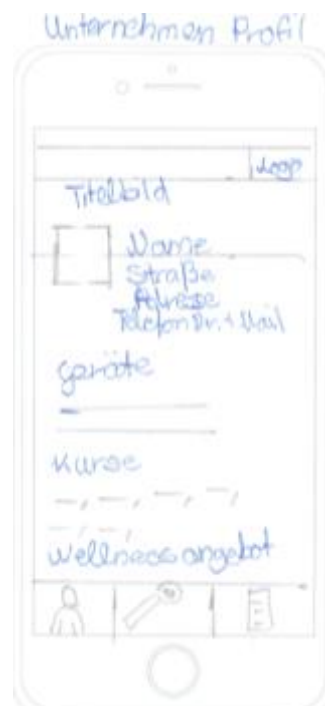 Unternehmen Profil
Logo
Titelbild
Name
Straße
Adresse
Telefon Nr. + Mail
Geräte
Kurse
Wellnessangebot